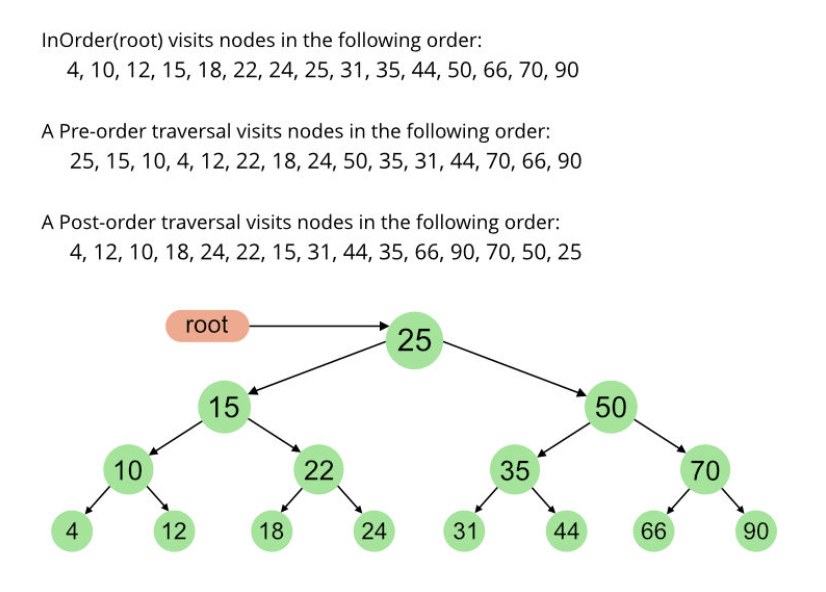 InOrder(root) visits nodes in the following order:
4, 10, 12, 15, 18, 22, 24, 25, 31, 35, 44, 50, 66, 70, 90
A Pre-order traversal visits nodes in the following order:
25, 15, 10, 4, 12, 22, 18, 24, 50, 35, 31, 44, 70, 66, 90
A Post-order traversal visits nodes in the following order:
4, 12, 10, 18, 24, 22, 15, 31, 44, 35, 66, 90, 70, 50, 25
root
25
15 50
10 22 35 70
4 12 18 24 31 44 66 90